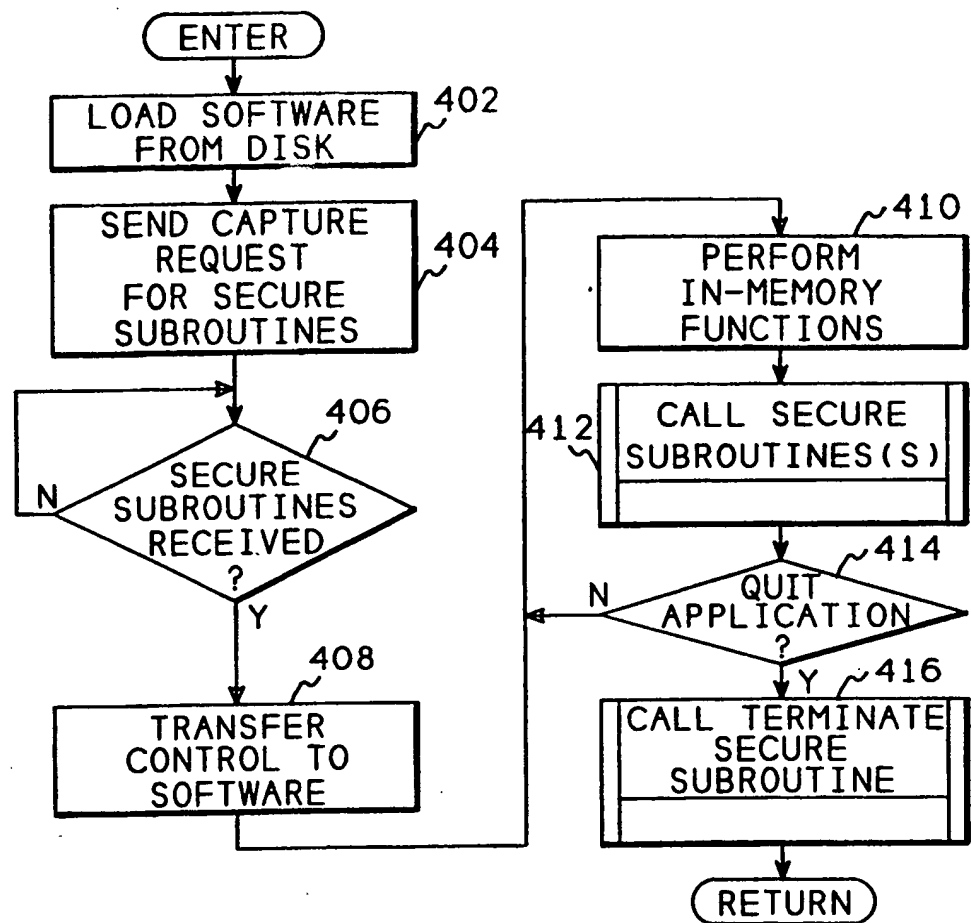 ENTER
402
LOAD SOFTWARE
FROM DISK
404
SEND CAPTURE
REQUEST
FOR SECURE
SUBROUTINES
406
N
SECURE
SUBROUTINES
RECEIVED
?
Y
408
TRANSFER
CONTROL TO
SOFTWARE
410
PERFORM
IN-MEMORY
FUNCTIONS
412
CALL SECURE
SUBROUTINES(S)
414
N
QUIT
APPLICATION
?
Y
416
CALL TERMINATE
SECURE
SUBROUTINE
RETURN